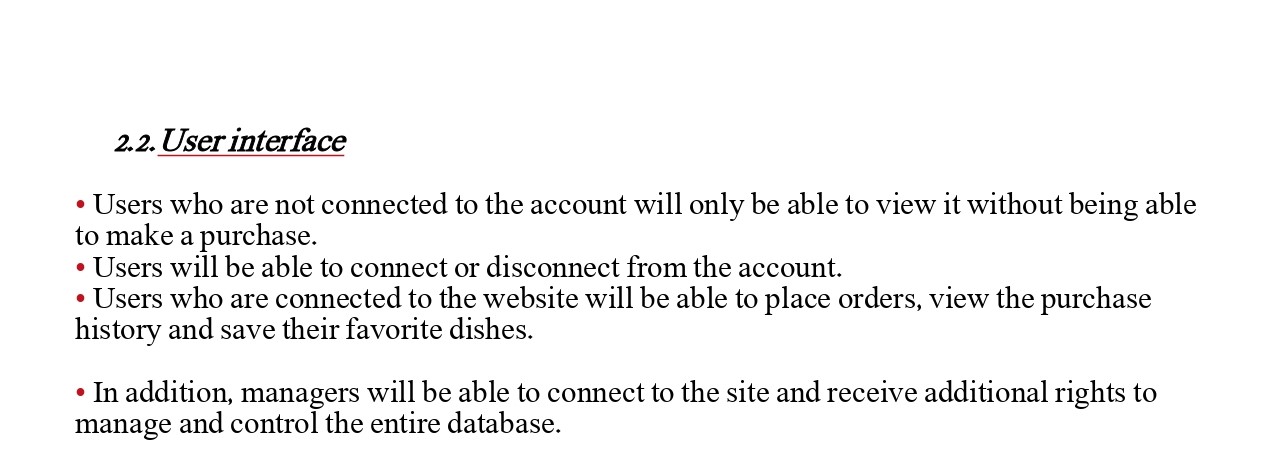 2.2. User interface
• Users who are not connected to the account will only be able to view it without being able
to make a purchase.
• Users will be able to connect or disconnect from the account.
• Users who are connected to the website will be able to place orders, view the purchase
history and save their favorite dishes.
• In addition, managers will be able to connect to the site and receive additional rights to
manage and control the entire database.